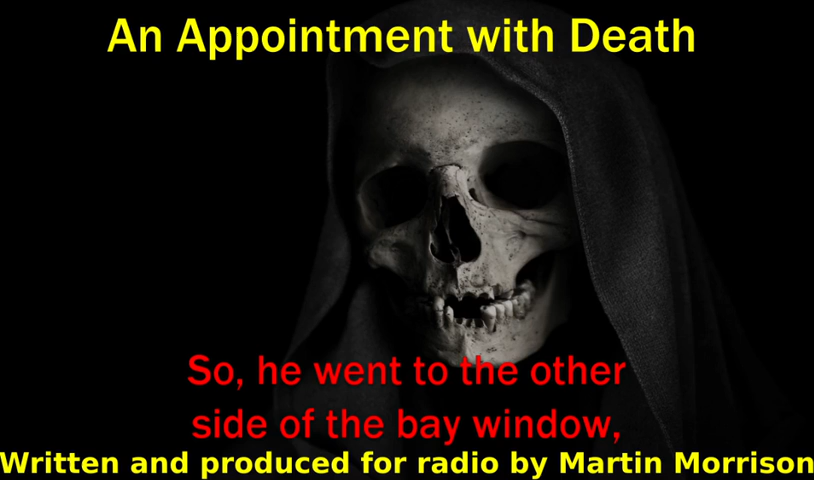 An Appointment with Death
So, he went to the other
side of the bay window,
Written and produced for radio by Martin Morrison